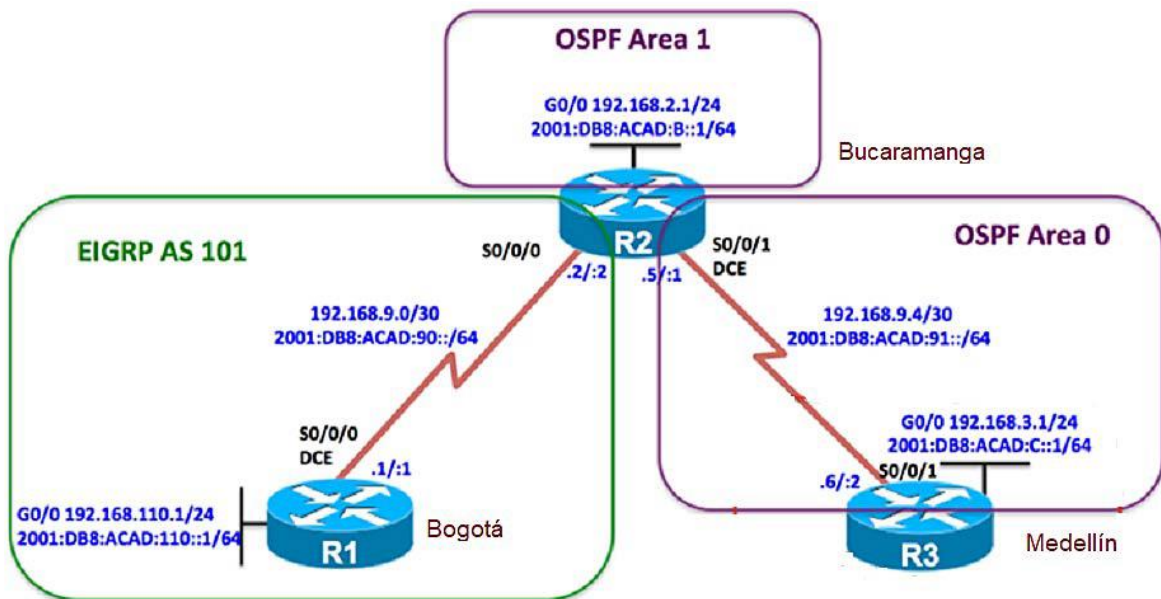 OSPF Area 1
G0/0 192.168.2.1/24
2001:DB8:ACAD:B::1/64
Bucaramanga
R2
EIGRP AS 101
S0/0/0
.2/:2
.5/:1
S0/0/1
DCE
OSPF Area 0
192.168.9.0/30
2001:DB8:ACAD:90::/64
192.168.9.4/30
2001:DB8:ACAD:91::/64
S0/0/0
DCE
.1/:1
G0/0 192.168.3.1/24
2001:DB8:ACAD:C::1/64
.6/:2
S0/0/1
G0/0 192.168.110.1/24
2001:DB8:ACAD:110::1/64
R1
Bogotá
R3
Medellín